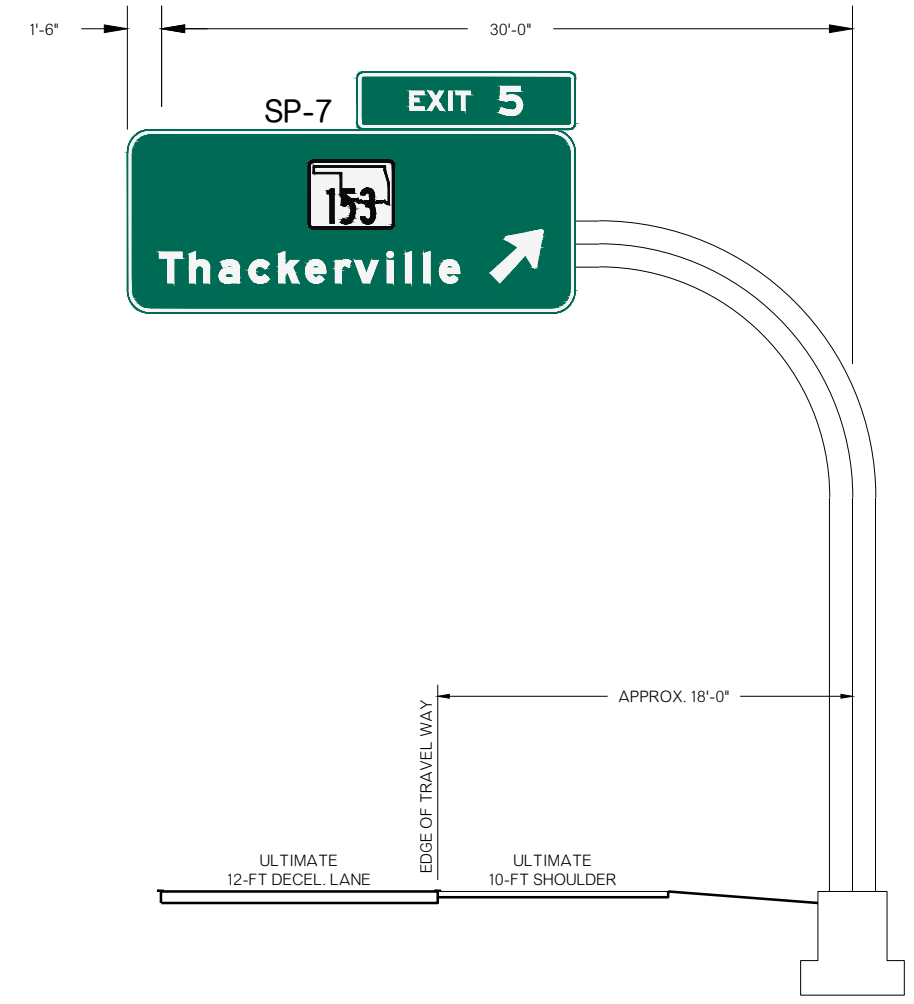 1'-6"
30'-0"
SP-7
EXIT 5
153
Thackerville
APPROX. 18'-0"
EDGE OF TRAVEL WAY
ULTIMATE
12-FT DECEL. LANE
ULTIMATE
10-FT SHOULDER